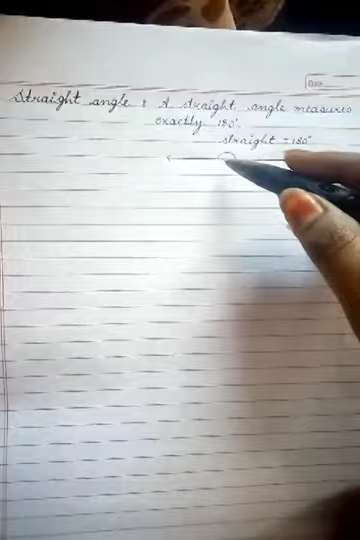 Date
Straight angle : A straight angle measures
exactly 180°.
straight = 180°